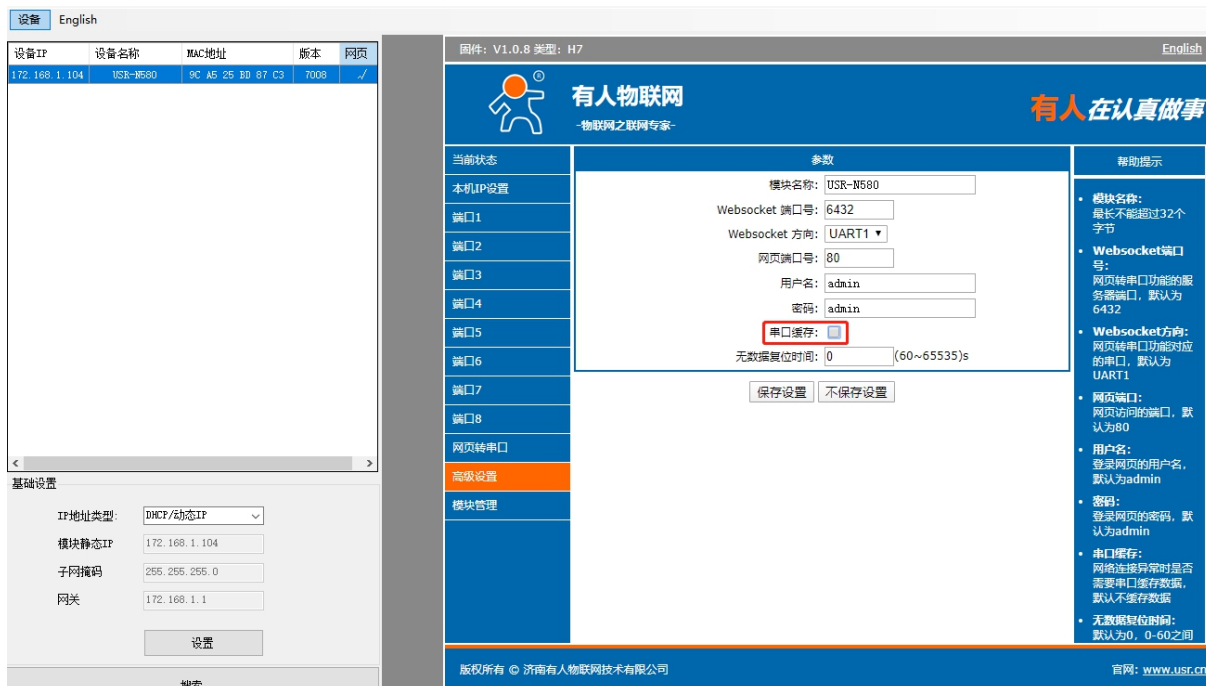 设备 English
设备IP 设备名称 MAC地址 版本 网页
172.168.1.104 USR-N580 9C A5 25 BD 87 C3 7008 √
基础设置
IP地址类型: DHCP/动态IP
模块静态IP 172.168.1.104
子网掩码 255.255.255.0
网关 172.168.1.1
设置
搜索
固件: V1.0.8 类型: H7 English
®
有人物联网
-物联网之联网专家-
有人在认真做事
当前状态
本机IP设置
端口1
端口2
端口3
端口4
端口5
端口6
端口7
端口8
网页转串口
高级设置
模块管理
参数
模块名称: USR-N580
Websocket 端口号: 6432
Websocket 方向: UART1
网页端口号: 80
用户名: admin
密码: admin
串口缓存:
无数据复位时间: 0 (60~65535)s
保存设置 不保存设置
帮助提示
• 模块名称:
最长不能超过32个
字节
• Websocket端口
号:
网页转串口功能的服
务器端口，默认为
6432
• Websocket方向:
网页转串口功能对应
的串口，默认为
UART1
• 网页端口:
网页访问的端口，默
认为80
• 用户名:
登录网页的用户名，
默认为admin
• 密码:
登录网页的密码，默
认为admin
• 串口缓存:
网络连接异常时是否
需要串口缓存数据，
默认不缓存数据
• 无数据复位时间:
默认为0，0-60之间
版权所有 © 济南有人物联网技术有限公司 官网: www.usr.cn